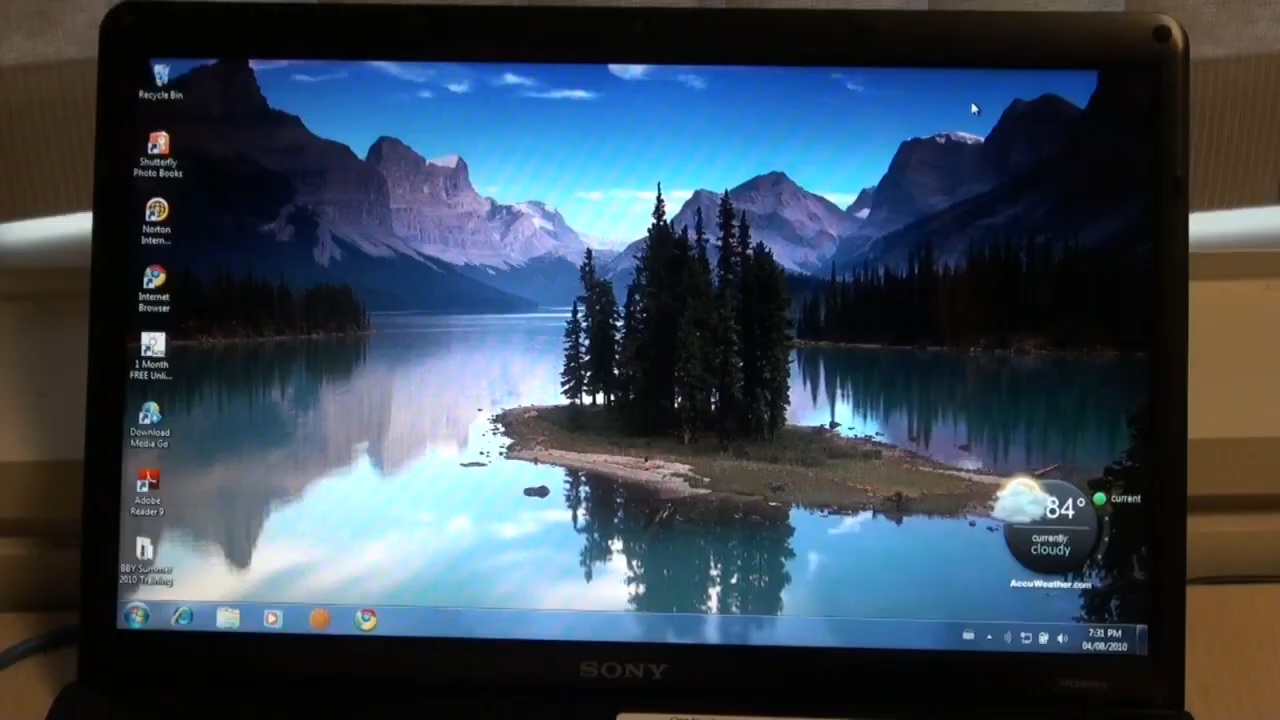 Recycle Bin
Shutterfly
Photo Books
Norton
Intern...
Internet
Browser
1 Month
FREE Unli...
Download
Media Go
Adobe
Reader 9
BBY Summer
2010 Training
84°
current
currently:
cloudy
AccuWeather.com
7:31 PM
04/08/2010
SONY